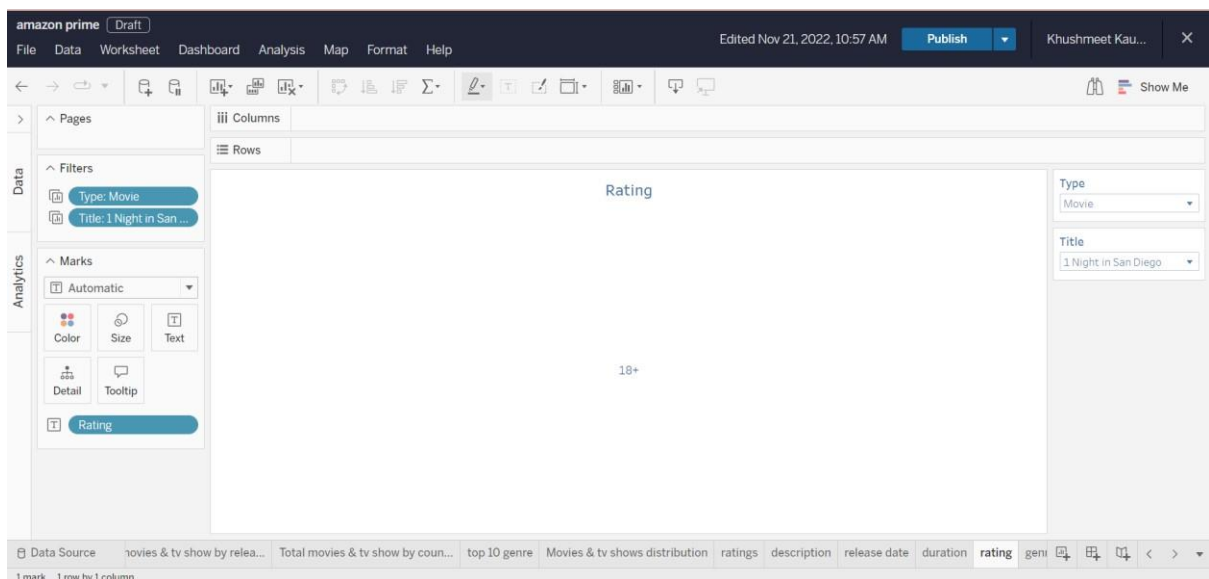 amazon prime Draft
File Data Worksheet Dashboard Analysis Map Format Help
Edited Nov 21, 2022, 10:57 AM
Publish
Khushmeet Kau...
Show Me
Data
Analytics
Pages
Filters
Type: Movie
Title: 1 Night in San ...
Marks
Automatic
Color Size Text
Detail Tooltip
Rating
Columns
Rows
Rating
18+
Type
Movie
Title
1 Night in San Diego
Data Source movies & tv show by relea... Total movies & tv show by coun... top 10 genre Movies & tv shows distribution ratings description release date duration rating gen
1 mark 1 row by 1 column